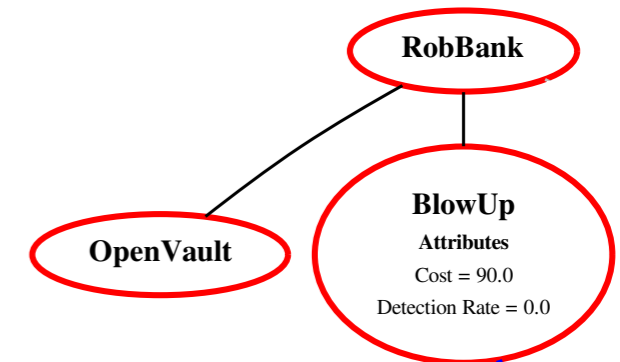 RobBank
OpenVault
BlowUp
Attributes
Cost = 90.0
Detection Rate = 0.0